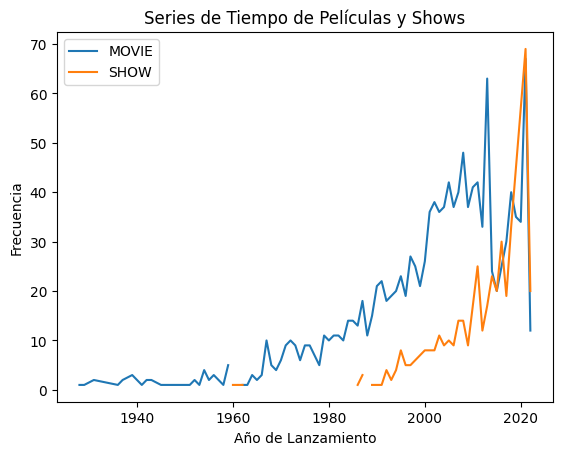 Series de Tiempo de Películas y Shows
MOVIE
SHOW
70
60
50
40
30
20
10
0
Frecuencia
1940 1960 1980 2000 2020
Año de Lanzamiento